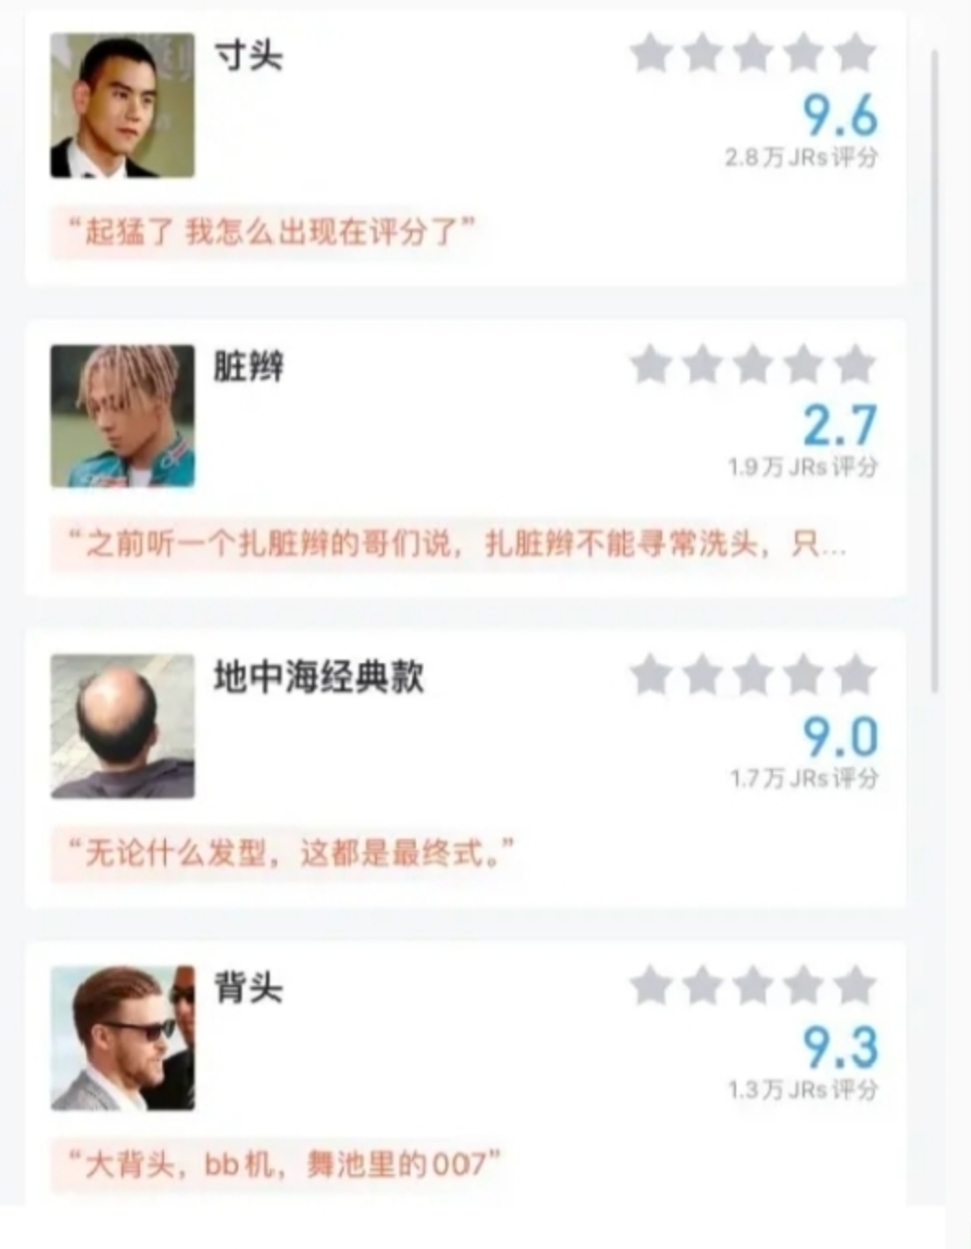 寸头
9.6
2.8万JRs评分
“起猛了 我怎么出现在评分了”
脏辫
2.7
1.9万JRs评分
“之前听一个扎脏辫的哥们说，扎脏辫不能寻常洗头，只...
地中海经典款
9.0
1.7万JRs评分
“无论什么发型，这都是最终式。”
背头
9.3
1.3万JRs评分
“大背头，bb机，舞池里的007”